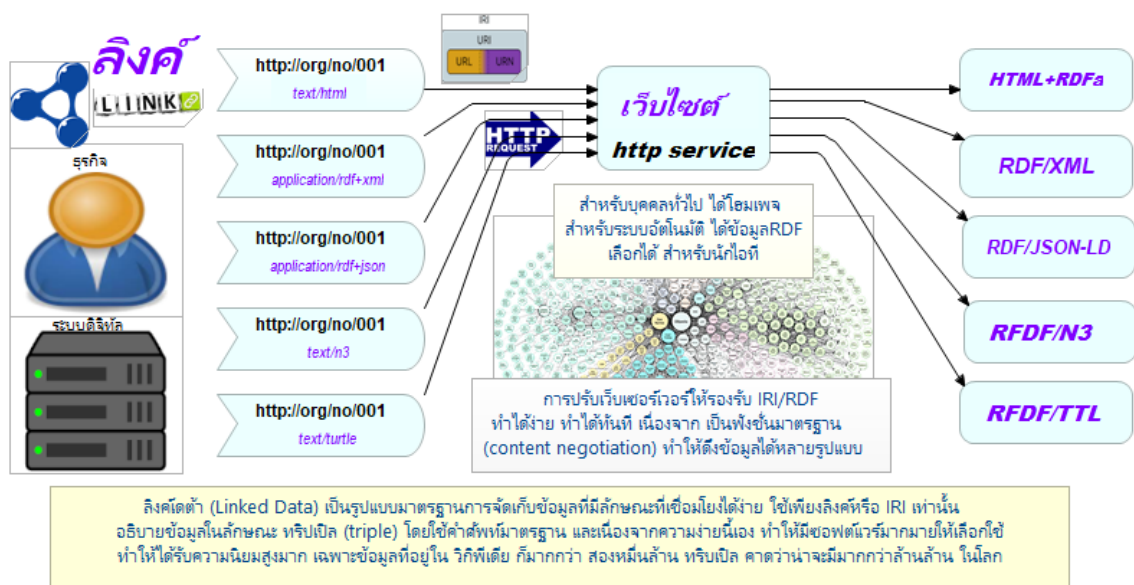 ลิงค์
LINK
ธุรกิจ
ระบบดิจิทัล
http://org/no/001
text/html
http://org/no/001
application/rdf+xml
http://org/no/001
application/rdf+json
http://org/no/001
text/n3
http://org/no/001
text/turtle
IRI
URI
URL URN
HTTP
REQUEST
เว็บไซต์
http service
สำหรับบุคคลทั่วไป ได้โฮมเพจ
สำหรับระบบอัตโนมัติ ได้ข้อมูลRDF
เลือกได้ สำหรับนักไอที
การปรับเว็บเซอร์เวอร์ให้รองรับ IRI/RDF
ทำได้ง่าย ทำได้ทันที เนื่องจาก เป็นฟังชั่นมาตรฐาน
(content negotiation) ทำให้ดึงข้อมูลได้หลายรูปแบบ
HTML+RDFa
RDF/XML
RDF/JSON-LD
RFDF/N3
RFDF/TTL
ลิงค์ดต้า (Linked Data) เป็นรูปแบบมาตรฐานการจัดเก็บข้อมูลที่มีลักษณะที่เชื่อมโยงได้ง่าย ใช้เพียงลิงค์หรือ IRI เท่านั้น
อธิบายข้อมูลในลักษณะ ทริปเปิล (triple) โดยใช้คำศัพท์มาตรฐาน และเนื่องจากความง่ายนี้เอง ทำให้มีซอฟต์แวร์มากมายให้เลือกใช้
ทำให้ได้รับความนิยมสูงมาก เฉพาะข้อมูลที่อยู่ใน วิกิพีเดีย ก็มากกว่า สองหมื่นล้าน ทริบเปิล คาดว่าน่าจะมีมากกว่าล้านล้าน ในโลก